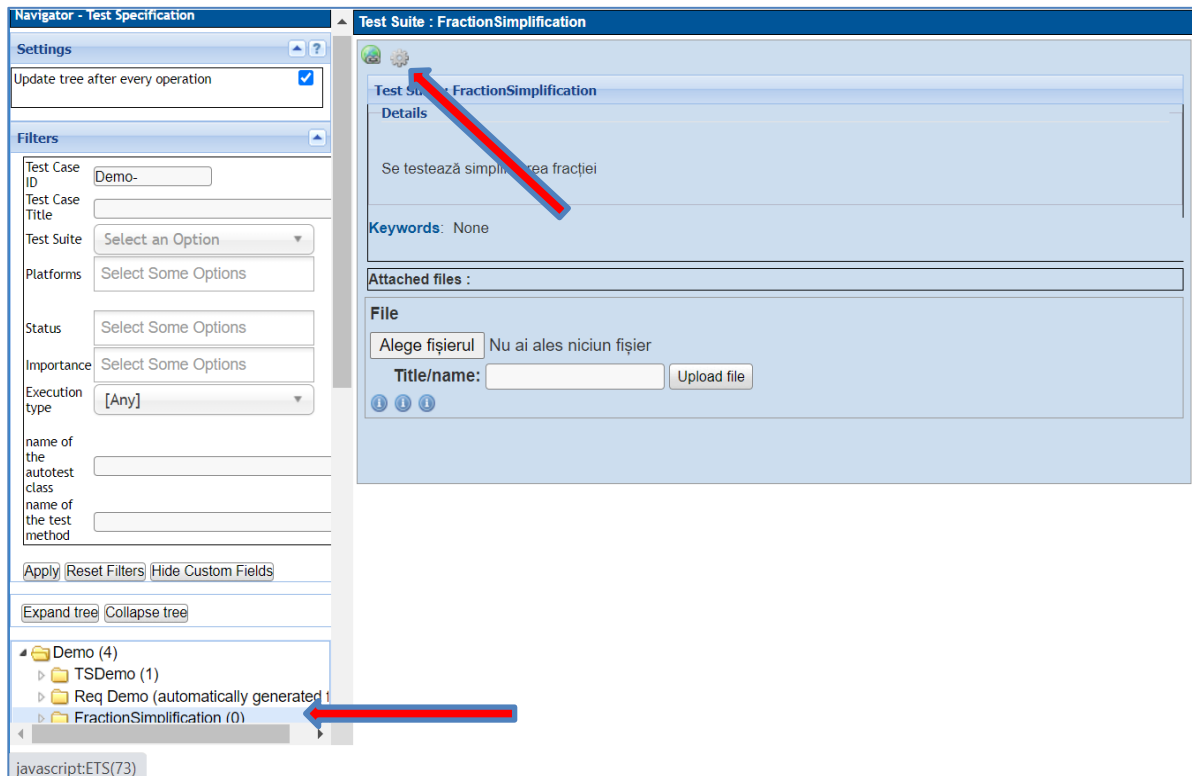 Navigator - Test Specification
Settings
?
Update tree after every operation
Filters
Test Case
ID
Demo-
Test Case
Title
Test Suite
Select an Option
Platforms
Select Some Options
Status
Select Some Options
Importance
Select Some Options
Execution
type
[Any]
name of
the
autotest
class
name of
the test
method
Apply
Reset Filters
Hide Custom Fields
Expand tree
Collapse tree
Demo (4)
TSDemo (1)
Req Demo (automatically generated
FractionSimplification (0)
javascript:ETS(73)
Test Suite : FractionSimplification
Test Suite : FractionSimplification
Details
Se testează simplificarea fracției
Keywords: None
Attached files :
File
Alege fișierul Nu ai ales niciun fișier
Title/name:
Upload file